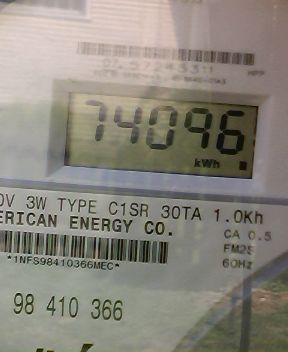 74096
kWh
0V 3W TYPE C1SR 30TA 1.0Kh
ERICAN ENERGY CO.
CA 0.5
FM2S
60Hz
*1NFS98410366MEC*
98 410 366